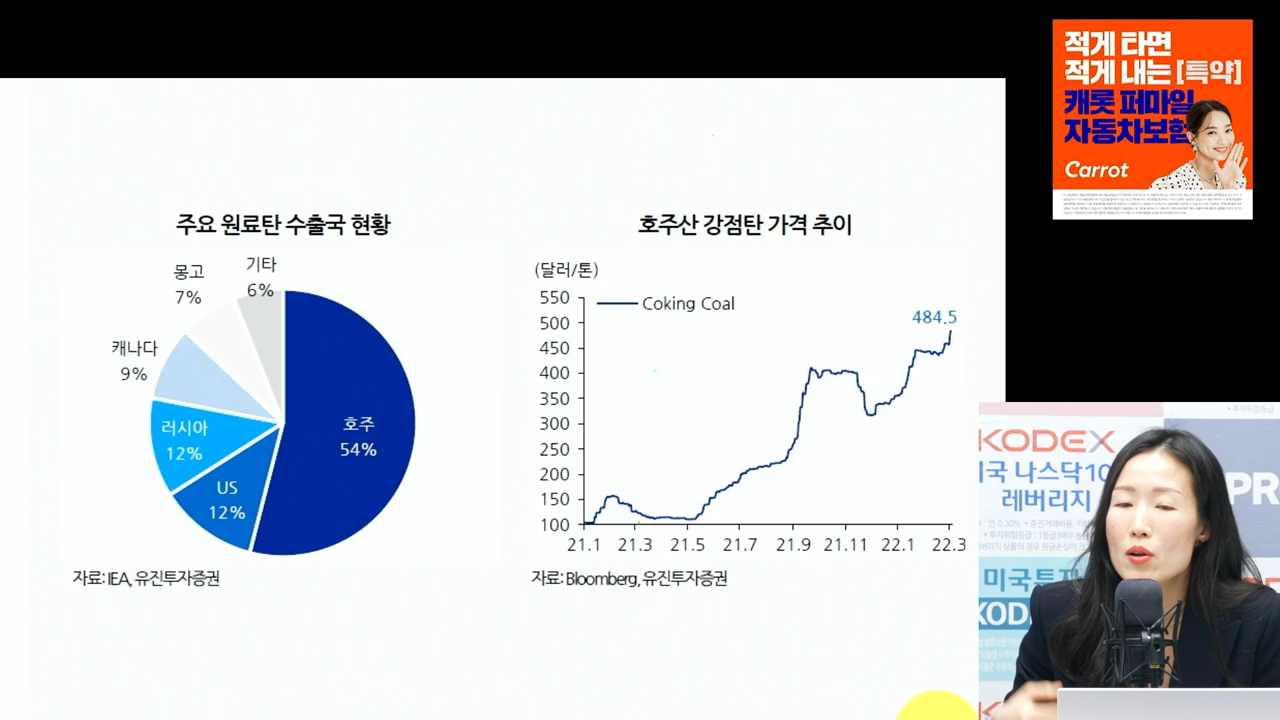 적게 타면
적게 내는 [특약]
캐롯 퍼마일
자동차보험
Carrot
주요 원료탄 수출국 현황
기타
6%
몽고
7%
캐나다
9%
러시아
12%
US
12%
호주
54%
자료: IEA, 유진투자증권
호주산 강점탄 가격 추이
(달러/톤)
Coking Coal
484.5
550
500
450
400
350
300
250
200
150
100
21.1 21.3 21.5 21.7 21.9 21.11 22.1 22.3
자료: Bloomberg, 유진투자증권
KODEX
국 나스닥10
레버리지
PR
미국투자
KOD